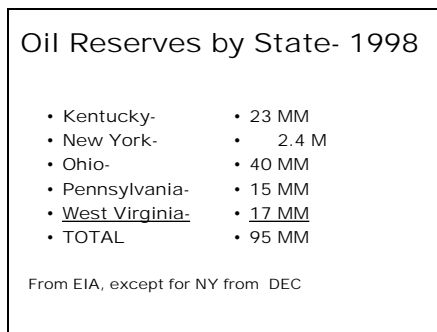 Oil Reserves by State- 1998
• Kentucky- • 23 MM
• New York- • 2.4 M
• Ohio- • 40 MM
• Pennsylvania- • 15 MM
• West Virginia- • 17 MM
• TOTAL • 95 MM
From EIA, except for NY from DEC